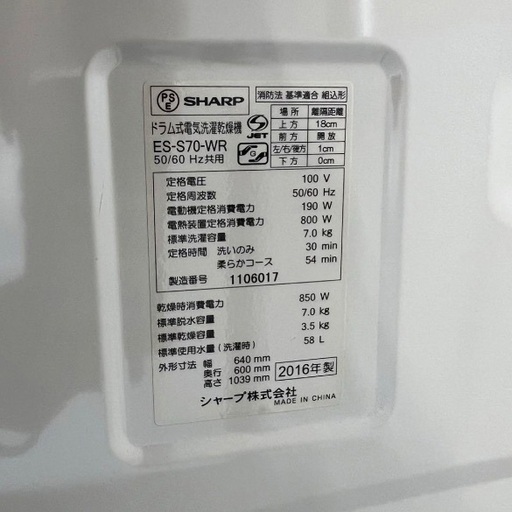 PSE SHARP
ドラム式電気洗濯乾燥機
ES-S70-WR
50/60 Hz共用
JET
G
消防法 基準適合 組込形
場所 離隔距離
上方 18cm
前方 開放
左/右/後方 1cm
下方 0cm
定格電圧 100 V
定格周波数 50/60 Hz
電動機定格消費電力 190 W
電熱装置定格消費電力 800 W
標準洗濯容量 7.0 kg
定格時間 洗いのみ 30 min
柔らかコース 54 min
製造番号 1106017
乾燥時消費電力 850 W
標準脱水容量 7.0 kg
標準乾燥容量 3.5 kg
標準使用水量(洗濯時) 58 L
外形寸法 幅 640 mm
奥行 600 mm
高さ 1039 mm
2016年製
シャープ株式会社
MADE IN CHINA